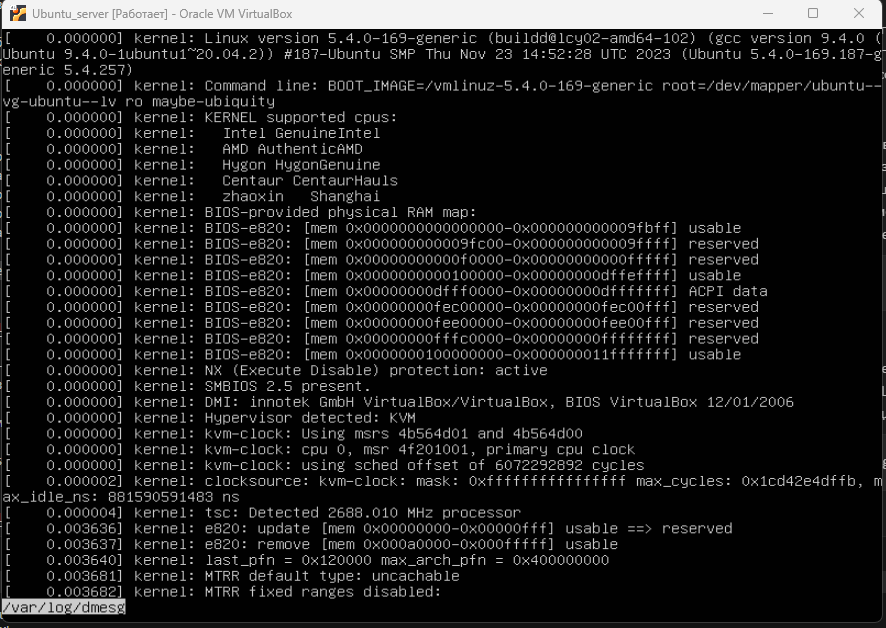 Ubuntu_server [Работает] - Oracle VM VirtualBox
[    0.000000] kernel: Linux version 5.4.0-169-generic (buildd@lcy02-amd64-102) (gcc version 9.4.0 (
Ubuntu 9.4.0-1ubuntu1~20.04.2)) #187-Ubuntu SMP Thu Nov 23 14:52:28 UTC 2023 (Ubuntu 5.4.0-169.187-g
eneric 5.4.257)
[    0.000000] kernel: Command line: BOOT_IMAGE=/vmlinuz-5.4.0-169-generic root=/dev/mapper/ubuntu--
vg-ubuntu--lv ro maybe-ubiquity
[    0.000000] kernel: KERNEL supported cpus:
[    0.000000] kernel:   Intel GenuineIntel
[    0.000000] kernel:   AMD AuthenticAMD
[    0.000000] kernel:   Hygon HygonGenuine
[    0.000000] kernel:   Centaur CentaurHauls
[    0.000000] kernel:   zhaoxin   Shanghai
[    0.000000] kernel: BIOS-provided physical RAM map:
[    0.000000] kernel: BIOS-e820: [mem 0x0000000000000000-0x000000000009fbff] usable
[    0.000000] kernel: BIOS-e820: [mem 0x000000000009fc00-0x000000000009ffff] reserved
[    0.000000] kernel: BIOS-e820: [mem 0x00000000000f0000-0x00000000000fffff] reserved
[    0.000000] kernel: BIOS-e820: [mem 0x0000000000100000-0x00000000dffeffff] usable
[    0.000000] kernel: BIOS-e820: [mem 0x00000000dfff0000-0x00000000dfffffff] ACPI data
[    0.000000] kernel: BIOS-e820: [mem 0x00000000fec00000-0x00000000fec00fff] reserved
[    0.000000] kernel: BIOS-e820: [mem 0x00000000fee00000-0x00000000fee00fff] reserved
[    0.000000] kernel: BIOS-e820: [mem 0x00000000fffc0000-0x00000000ffffffff] reserved
[    0.000000] kernel: BIOS-e820: [mem 0x0000000100000000-0x000000011fffffff] usable
[    0.000000] kernel: NX (Execute Disable) protection: active
[    0.000000] kernel: SMBIOS 2.5 present.
[    0.000000] kernel: DMI: innotek GmbH VirtualBox/VirtualBox, BIOS VirtualBox 12/01/2006
[    0.000000] kernel: Hypervisor detected: KVM
[    0.000000] kernel: kvm-clock: Using msrs 4b564d01 and 4b564d00
[    0.000000] kernel: kvm-clock: cpu 0, msr 4f201001, primary cpu clock
[    0.000000] kernel: kvm-clock: using sched offset of 6072292892 cycles
[    0.000002] kernel: clocksource: kvm-clock: mask: 0xffffffffffffffff max_cycles: 0x1cd42e4dffb, m
ax_idle_ns: 881590591483 ns
[    0.000004] kernel: tsc: Detected 2688.010 MHz processor
[    0.003636] kernel: e820: update [mem 0x00000000-0x00000fff] usable ==> reserved
[    0.003637] kernel: e820: remove [mem 0x000a0000-0x000fffff] usable
[    0.003640] kernel: last_pfn = 0x120000 max_arch_pfn = 0x400000000
[    0.003681] kernel: MTRR default type: uncachable
[    0.003682] kernel: MTRR fixed ranges disabled:
/var/log/dmesg